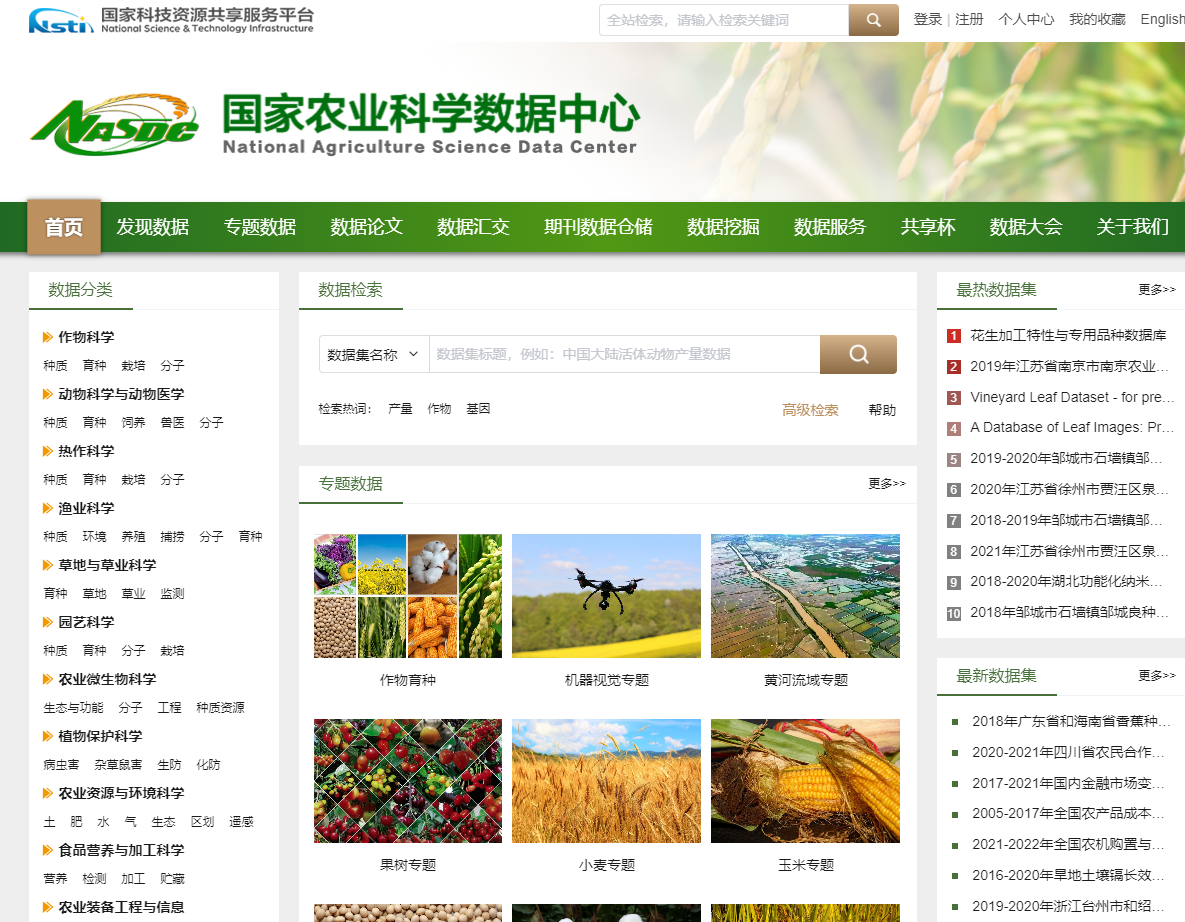 Nsti 国家科技资源共享服务平台
National Science & Technology Infrastructure
全站检索，请输入检索关键词
登录 | 注册 个人中心 我的收藏 English
NASDC
国家农业科学数据中心
National Agriculture Science Data Center
首页 发现数据 专题数据 数据论文 数据汇交 期刊数据仓储 数据挖掘 数据服务 共享杯 数据大会 关于我们
数据分类
作物科学
种质 育种 栽培 分子
动物科学与动物医学
种质 育种 饲养 兽医 分子
热作科学
种质 育种 栽培 分子
渔业科学
种质 环境 养殖 捕捞 分子 育种
草地与草业科学
育种 草地 草业 监测
园艺科学
种质 育种 分子 栽培
农业微生物科学
生态与功能 分子 工程 种质资源
植物保护科学
病虫害 杂草鼠害 生防 化防
农业资源与环境科学
土 肥 水 气 生态 区划 遥感
食品营养与加工科学
营养 检测 加工 贮藏
农业装备工程与信息
数据检索
数据集名称
数据集标题，例如：中国大陆活体动物产量数据
检索热词： 产量 作物 基因
高级检索 帮助
专题数据
更多>>
作物育种 机器视觉专题 黄河流域专题
果树专题 小麦专题 玉米专题
最热数据集
更多>>
1 花生加工特性与专用品种数据库
2 2019年江苏省南京市南京农业...
3 Vineyard Leaf Dataset - for pre...
4 A Database of Leaf Images: Pr...
5 2019-2020年邹城市石墙镇邹...
6 2020年江苏省徐州市贾汪区泉...
7 2018-2019年邹城市石墙镇邹...
8 2021年江苏省徐州市贾汪区泉...
9 2018-2020年湖北功能化纳米...
10 2018年邹城市石墙镇邹城良种...
最新数据集
更多>>
2018年广东省和海南省香蕉种...
2020-2021年四川省农民合作...
2017-2021年国内金融市场变...
2005-2017年全国农产品成本...
2021-2022年全国农机购置与...
2016-2020年旱地土壤镉长效...
2019-2020年浙江台州市和绍...